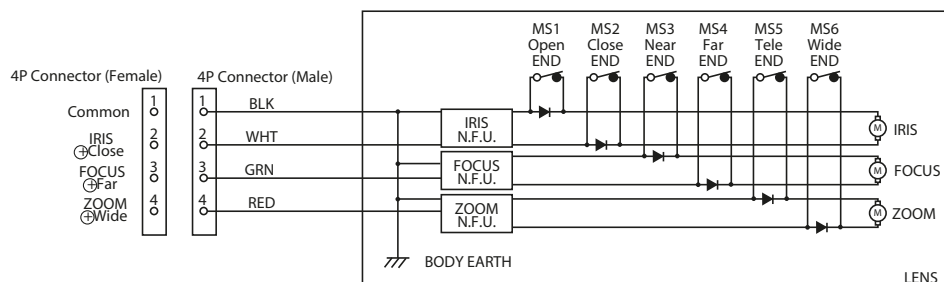 MS1 Open END
MS2 Close END
MS3 Near END
MS4 Far END
MS5 Tele END
MS6 Wide END
4P Connector (Female)
4P Connector (Male)
Common
1
1
BLK
IRIS
⊕Close
2
2
WHT
IRIS
N.F.U.
M
IRIS
FOCUS
⊕Far
3
3
GRN
FOCUS
N.F.U.
M
FOCUS
ZOOM
⊕Wide
4
4
RED
ZOOM
N.F.U.
M
ZOOM
BODY EARTH
LENS